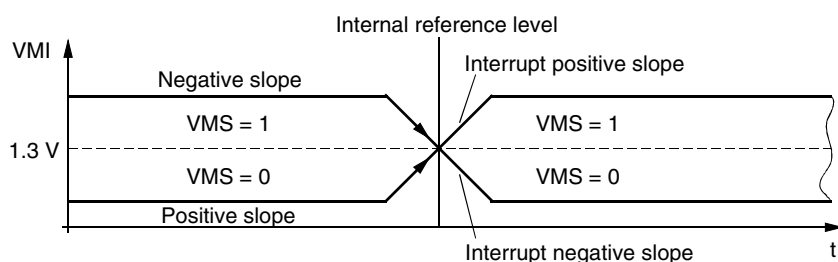 Internal reference level
VMI
Negative slope
Interrupt positive slope
VMS = 1
VMS = 1
1.3 V
VMS = 0
VMS = 0
Positive slope
Interrupt negative slope
t